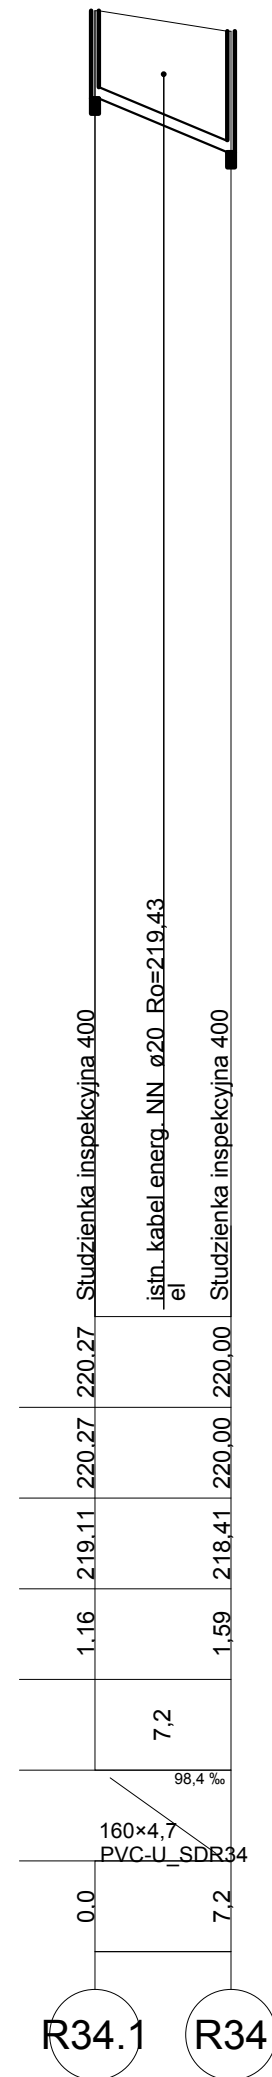 Studzienka inspekcyjna 400
istn. kabel energ. NN ø20 Ro=219,43
el
Studzienka inspekcyjna 400
220.27
220,00
220.27
220,00
219.11
218,41
1.16
1,59
7,2
98,4 ‰
160×4,7
PVC-U_SDR34
0.0
7,2
R34.1
R34